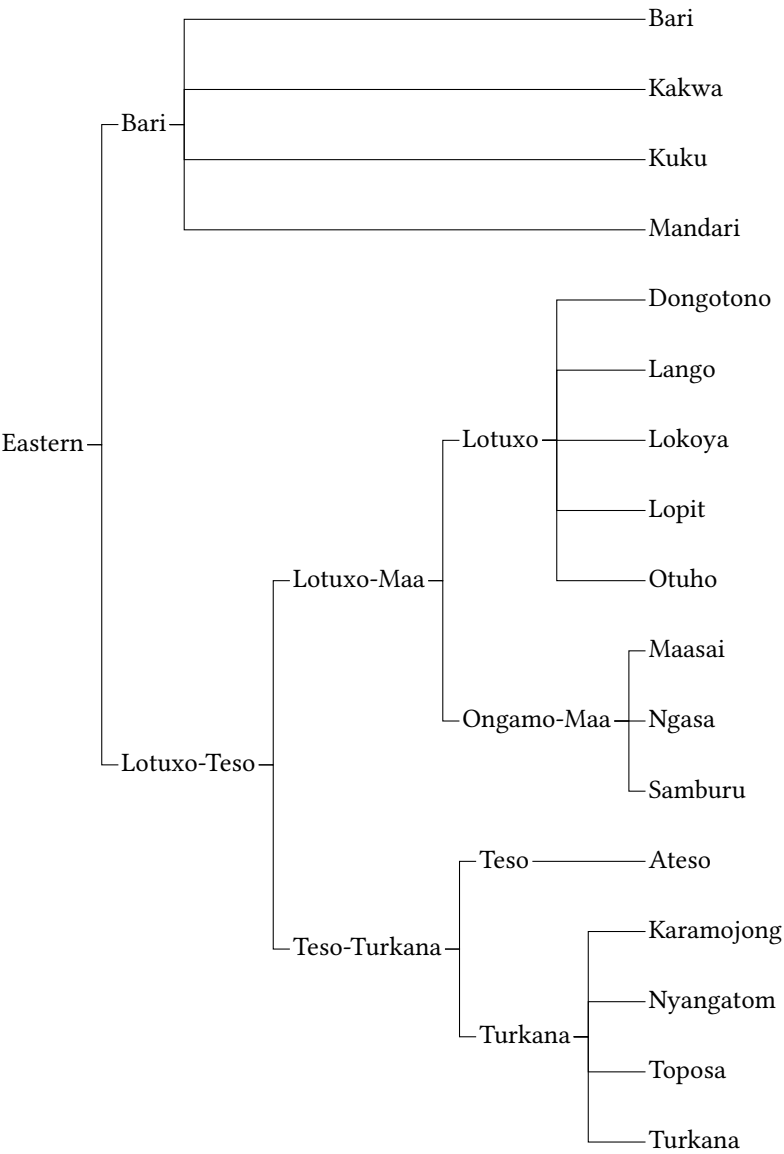 Bari
Kakwa
Bari
Kuku
Mandari
Dongotono
Lango
Eastern
Lotuxo
Lokoya
Lopit
Lotuxo-Maa
Otuho
Maasai
Ongamo-Maa
Ngasa
Lotuxo-Teso
Samburu
Teso
Ateso
Karamojong
Teso-Turkana
Nyangatom
Turkana
Toposa
Turkana